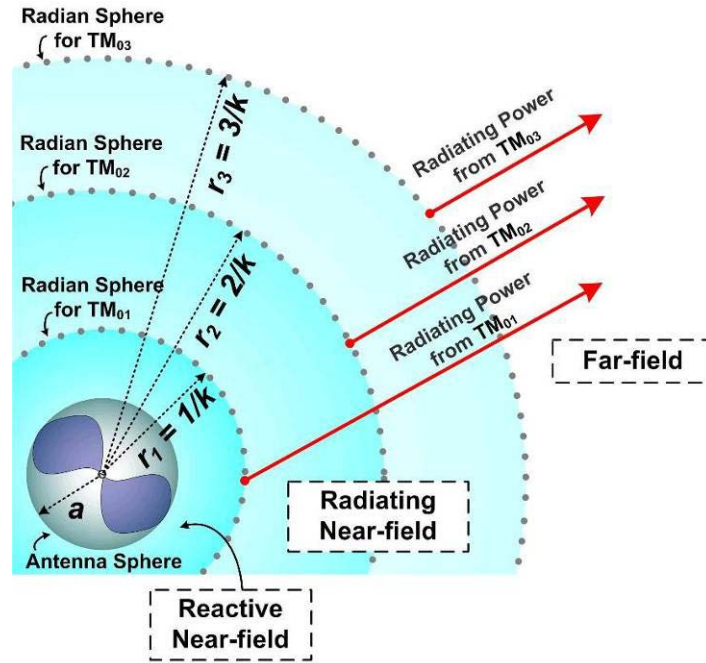 Radian Sphere
for TM₀₃
Radian Sphere
for TM₀₂
Radian Sphere
for TM₀₁
r₃ = 3/k
r₂ = 2/k
r₁ = 1/k
a
Antenna Sphere
Radiating Power
from TM₀₃
Radiating Power
from TM₀₂
Radiating Power
from TM₀₁
Far-field
Radiating
Near-field
Reactive
Near-field